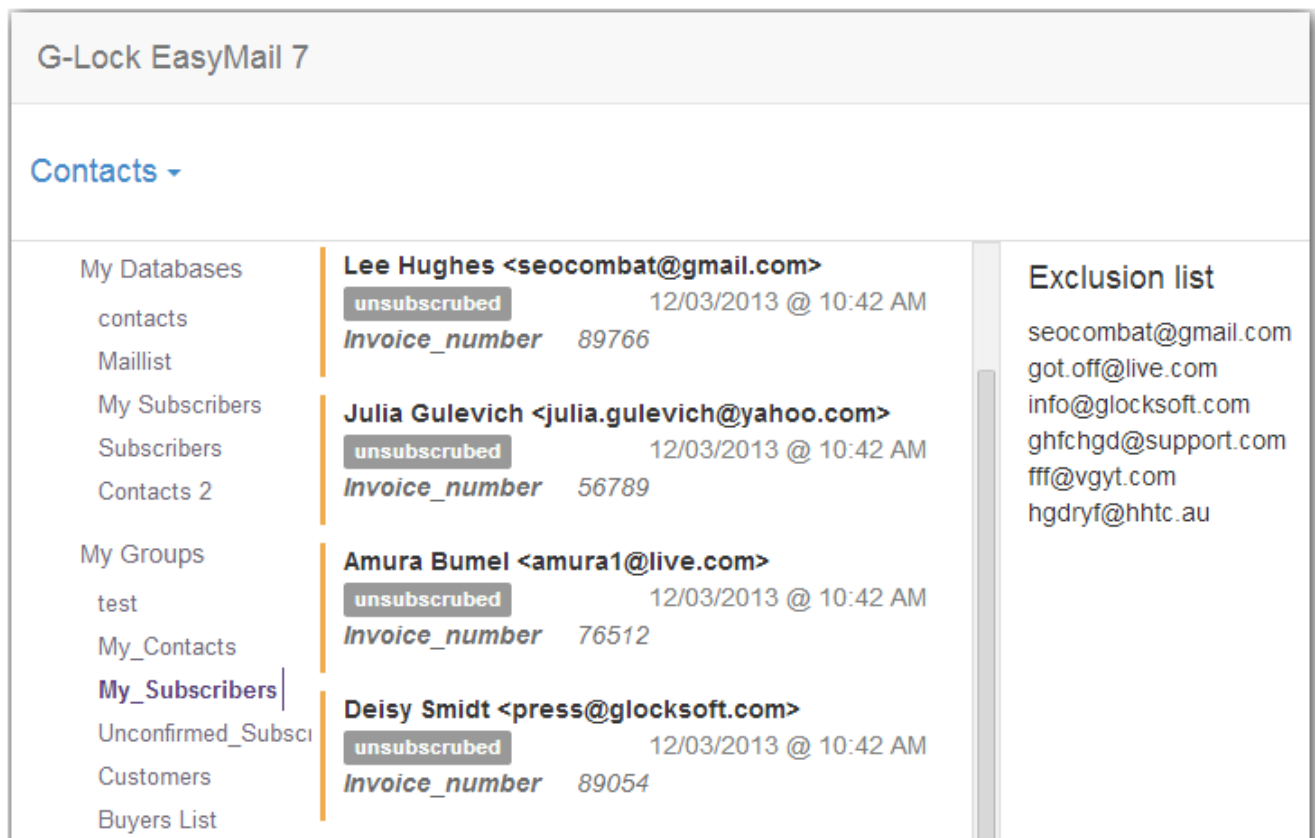 G-Lock EasyMail 7
Contacts
My Databases
contacts
Maillist
My Subscribers
Subscribers
Contacts 2
My Groups
test
My_Contacts
My_Subscribers
Unconfirmed_Subsc
Customers
Buyers List
Lee Hughes <seocombat@gmail.com>
unsubscrubed 12/03/2013 @ 10:42 AM
Invoice_number 89766
Julia Gulevich <julia.gulevich@yahoo.com>
unsubscrubed 12/03/2013 @ 10:42 AM
Invoice_number 56789
Amura Bumel <amura1@live.com>
unsubscrubed 12/03/2013 @ 10:42 AM
Invoice_number 76512
Deisy Smidt <press@glocksoft.com>
unsubscrubed 12/03/2013 @ 10:42 AM
Invoice_number 89054
Exclusion list
seocombat@gmail.com
got.off@live.com
info@glocksoft.com
ghfchgd@support.com
fff@vgyt.com
hgdryf@hhtc.au